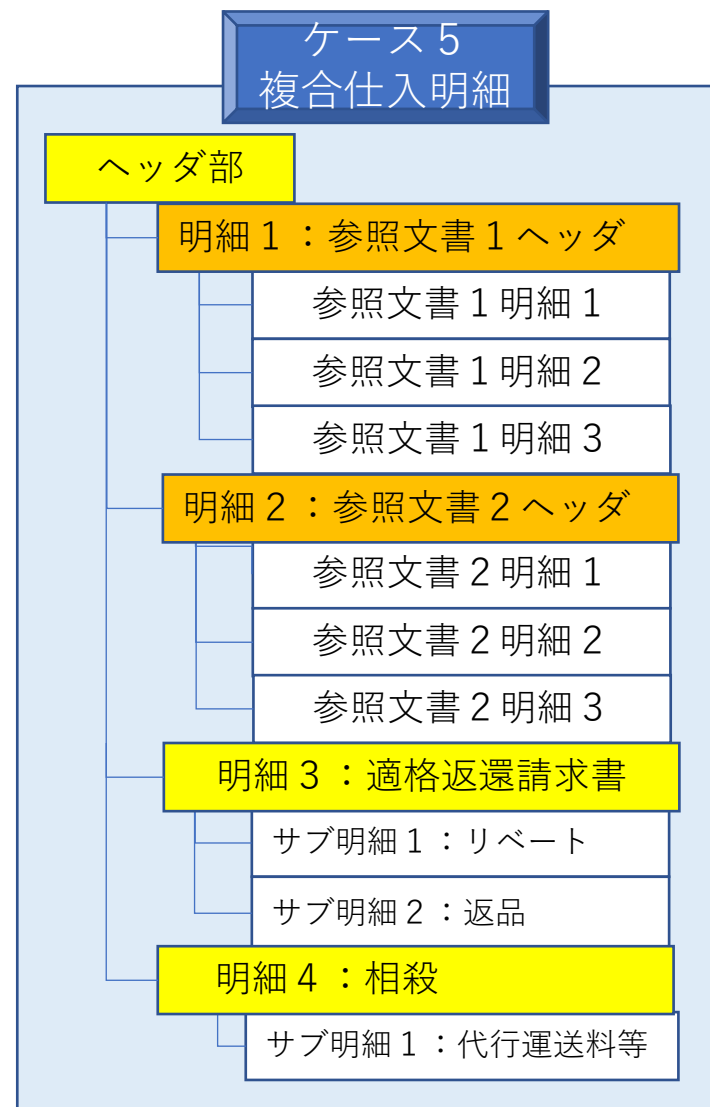 ケース５
複合仕入明細
ヘッダ部
明細１：参照文書１ヘッダ
参照文書１明細１
参照文書１明細２
参照文書１明細３
明細２：参照文書２ヘッダ
参照文書２明細１
参照文書２明細２
参照文書２明細３
明細３：適格返還請求書
サブ明細１：リベート
サブ明細２：返品
明細４：相殺
サブ明細１：代行運送料等